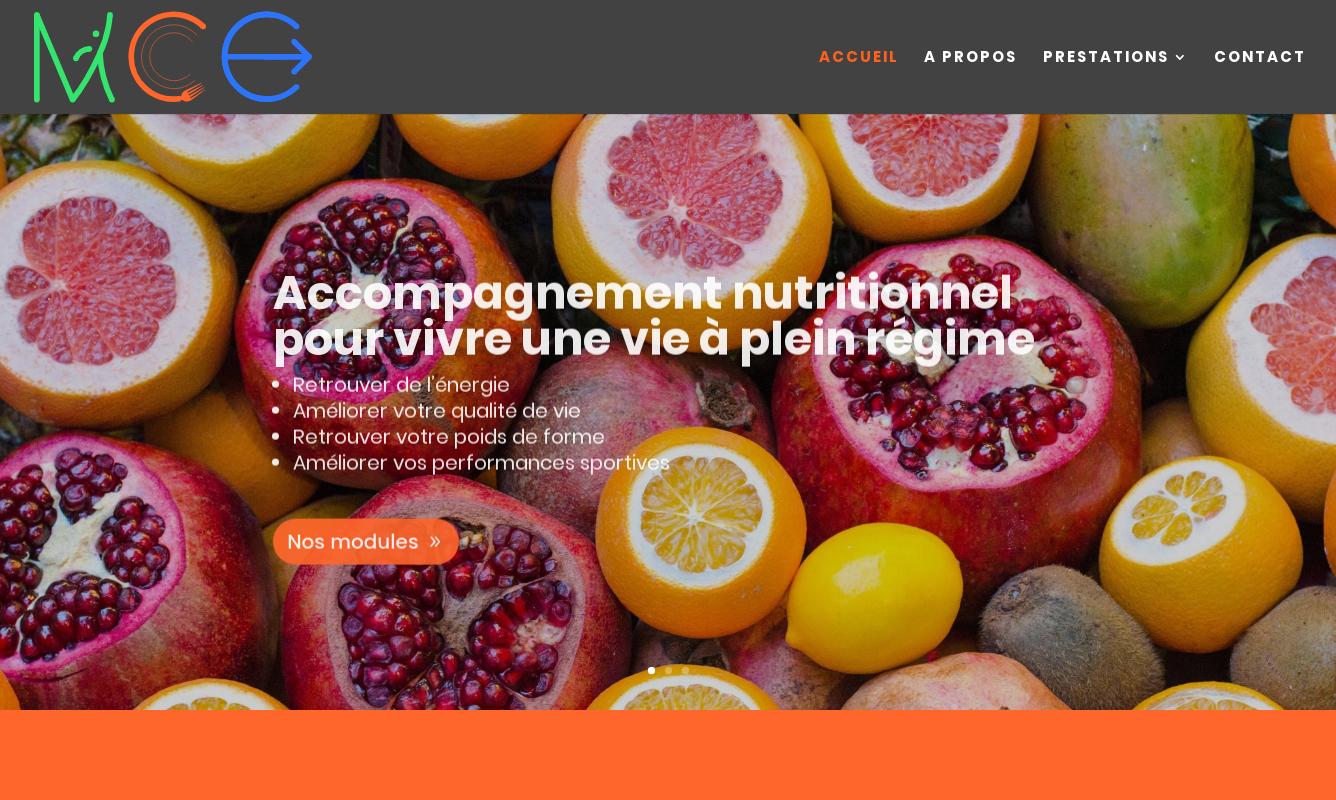 MCE
ACCUEIL
A PROPOS
PRESTATIONS
CONTACT
Accompagnement nutritionnel
pour vivre une vie à plein régime
Retrouver de l'énergie
Améliorer votre qualité de vie
Retrouver votre poids de forme
Améliorer vos performances sportives
Nos modules »